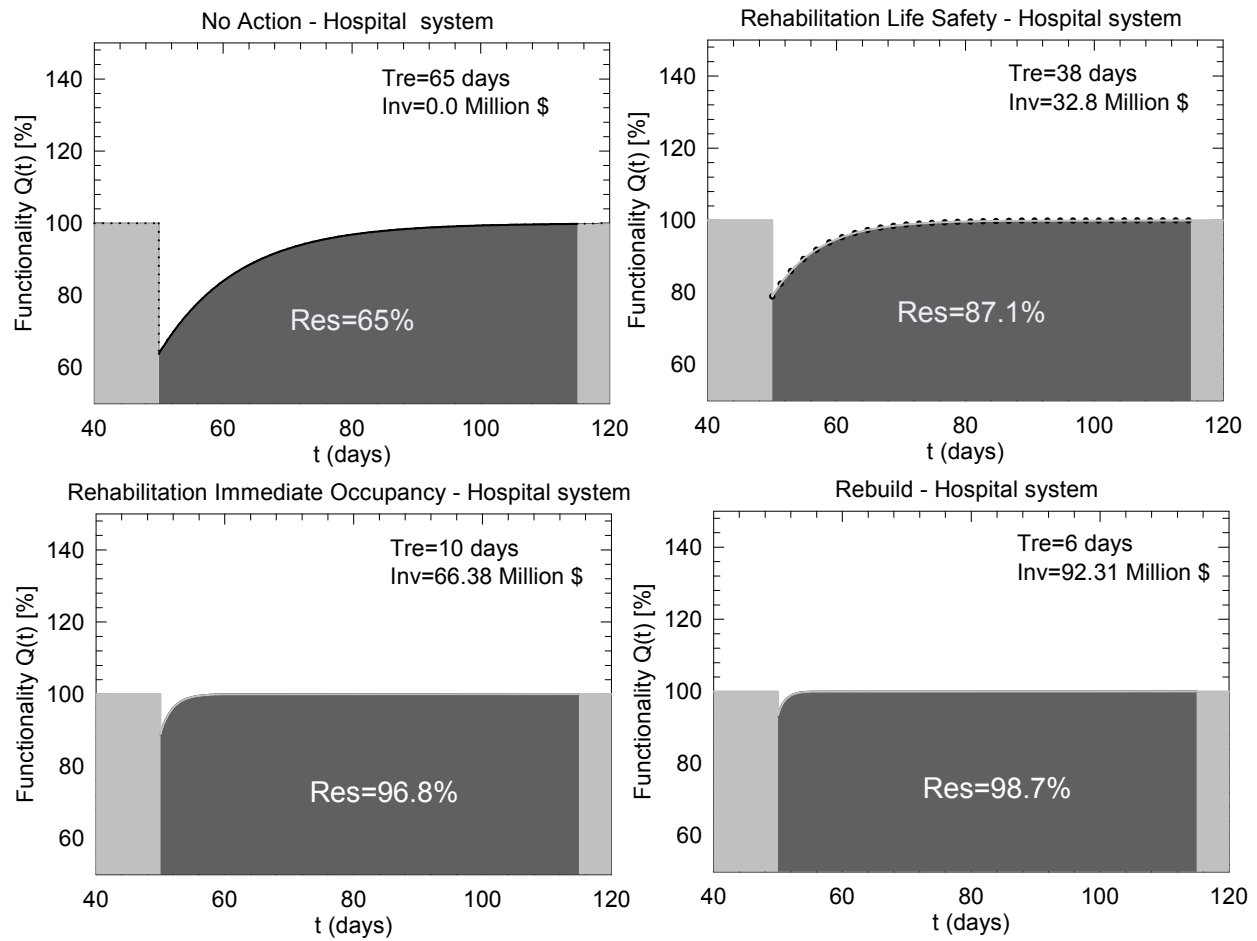 No Action - Hospital system
Tre=65 days
Inv=0.0 Million $
Functionality Q(t) [%]
140
120
100
80
60
Res=65%
40 60 80 100 120
t (days)
Rehabilitation Life Safety - Hospital system
Tre=38 days
Inv=32.8 Million $
Functionality Q(t) [%]
140
120
100
80
60
Res=87.1%
40 60 80 100 120
t (days)
Rehabilitation Immediate Occupancy - Hospital system
Tre=10 days
Inv=66.38 Million $
Functionality Q(t) [%]
140
120
100
80
60
Res=96.8%
40 60 80 100 120
t (days)
Rebuild - Hospital system
Tre=6 days
Inv=92.31 Million $
Functionality Q(t) [%]
140
120
100
80
60
Res=98.7%
40 60 80 100 120
t (days)